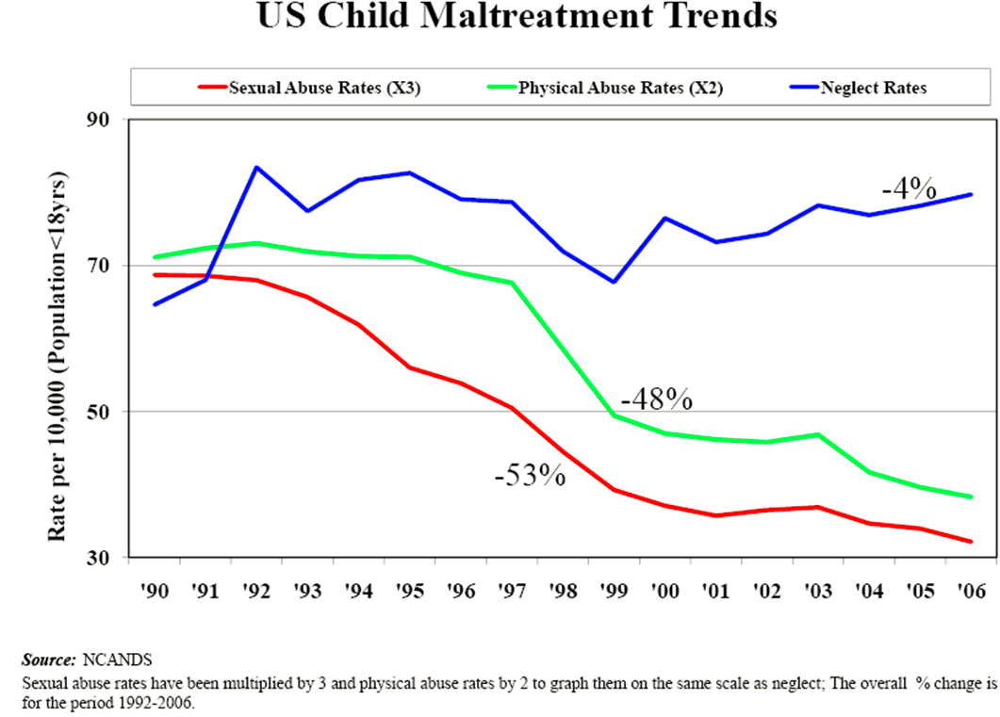 US Child Maltreatment Trends
Sexual Abuse Rates (X3) Physical Abuse Rates (X2) Neglect Rates
Rate per 10,000 (Population<18yrs)
90
70
50
30
-4%
-48%
-53%
'90 '91 '92 '93 '94 '95 '96 '97 '98 '99 '00 '01 '02 '03 '04 '05 '06
Source: NCANDS
Sexual abuse rates have been multiplied by 3 and physical abuse rates by 2 to graph them on the same scale as neglect; The overall % change is
for the period 1992-2006.